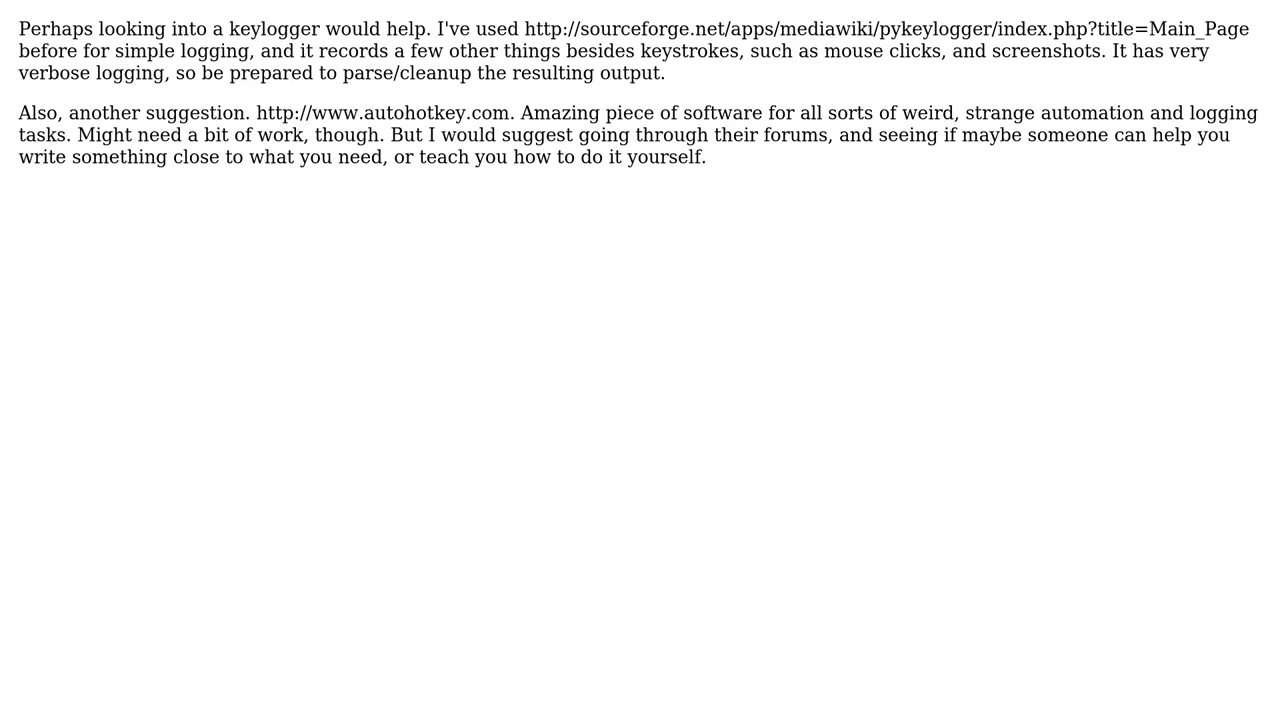 Perhaps looking into a keylogger would help. I've used http://sourceforge.net/apps/mediawiki/pykeylogger/index.php?title=Main_Page
before for simple logging, and it records a few other things besides keystrokes, such as mouse clicks, and screenshots. It has very
verbose logging, so be prepared to parse/cleanup the resulting output.
Also, another suggestion. http://www.autohotkey.com. Amazing piece of software for all sorts of weird, strange automation and logging
tasks. Might need a bit of work, though. But I would suggest going through their forums, and seeing if maybe someone can help you
write something close to what you need, or teach you how to do it yourself.